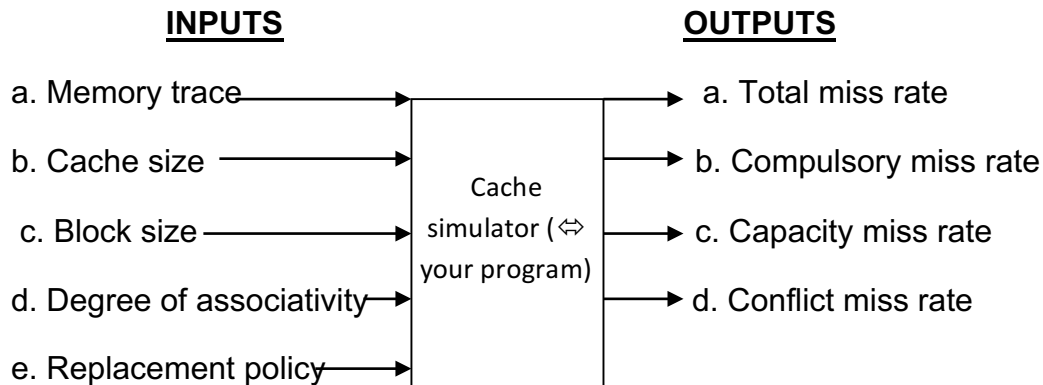 INPUTS
OUTPUTS
a. Memory trace
b. Cache size
c. Block size
d. Degree of associativity
e. Replacement policy
Cache
simulator (⇔
your program)
a. Total miss rate
b. Compulsory miss rate
c. Capacity miss rate
d. Conflict miss rate